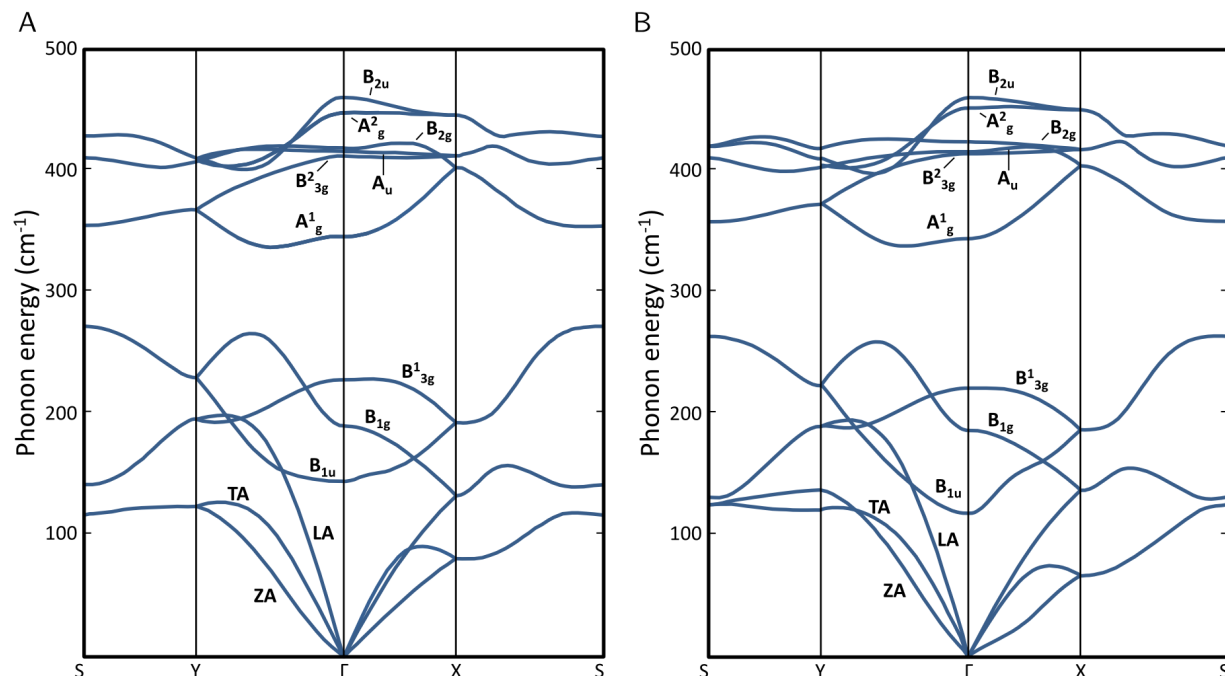 A
500
400
300
200
100
Phonon energy (cm⁻¹)
B₂ᵤ
A²g
B₂g
B²₃g
Aᵤ
A¹g
B¹₃g
B₁g
B₁ᵤ
TA
LA
ZA
S Y Γ X S
B
500
400
300
200
100
Phonon energy (cm⁻¹)
B₂ᵤ
A²g
B₂g
B²₃g
Aᵤ
A¹g
B¹₃g
B₁g
B₁ᵤ
TA
LA
ZA
S Y Γ X S